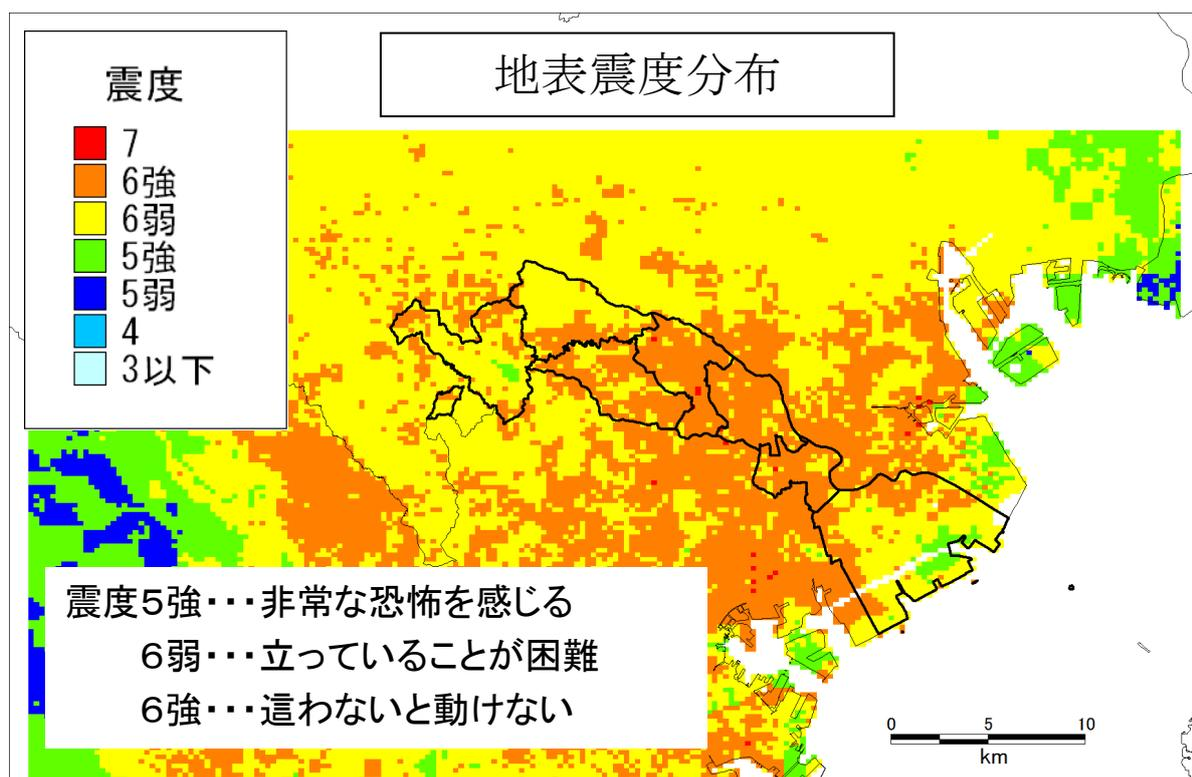 地表震度分布
震度
7
6強
6弱
5強
5弱
4
3以下
震度５強・・・非常な恐怖を感じる
６弱・・・立っていることが困難
６強・・・這わないと動けない
0 5 10
km